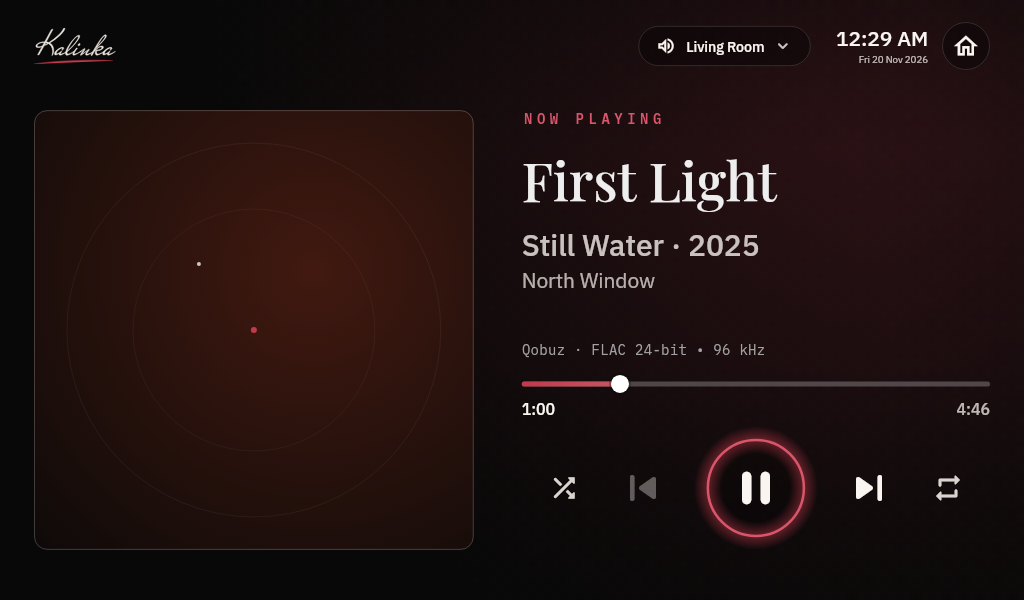 Kalinka
Living Room
12:29 AM
Fri 20 Nov 2026
NOW PLAYING
First Light
Still Water · 2025
North Window
Qobuz · FLAC 24-bit • 96 kHz
1:00
4:46